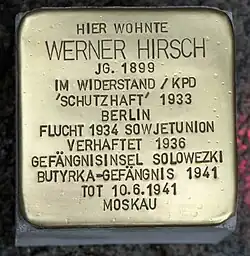 HIER WOHNTE
WERNER HIRSCH
JG. 1899
IM WIDERSTAND / KPD
'SCHUTZHAFT' 1933
BERLIN
FLUCHT 1934 SOWJETUNION
VERHAFTET 1936
GEFÄNGNISINSEL SOLOWEZKI
BUTYRKA-GEFÄNGNIS 1941
TOT 10.6.1941
MOSKAU